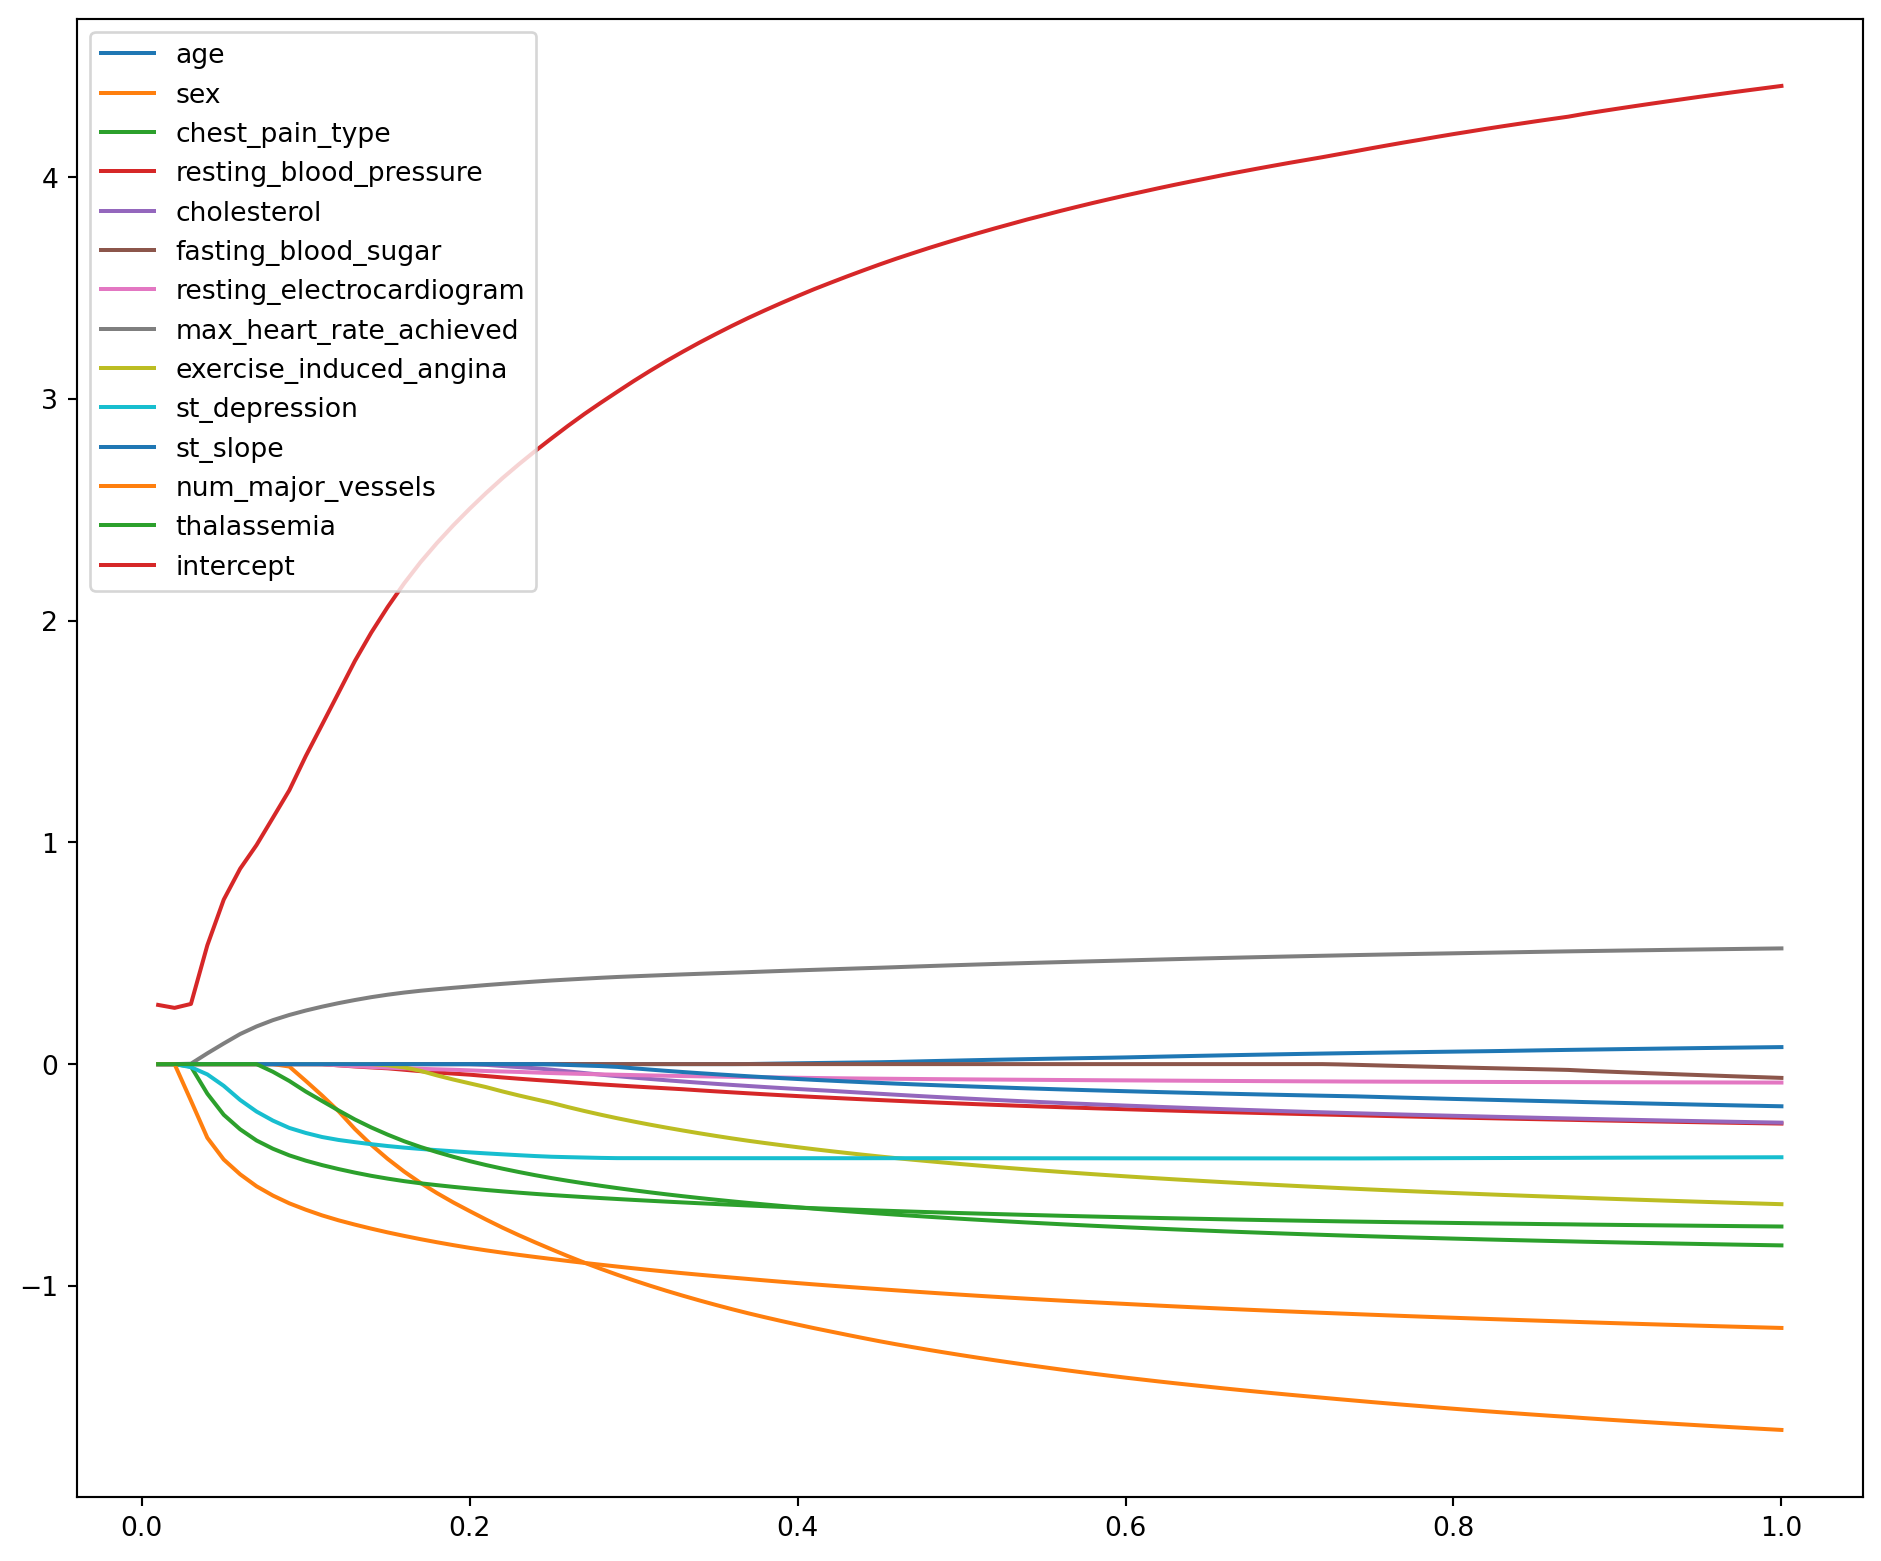 age
sex
chest_pain_type
resting_blood_pressure
cholesterol
fasting_blood_sugar
resting_electrocardiogram
max_heart_rate_achieved
exercise_induced_angina
st_depression
st_slope
num_major_vessels
thalassemia
intercept
4
3
2
1
0
−1
0.0 0.2 0.4 0.6 0.8 1.0